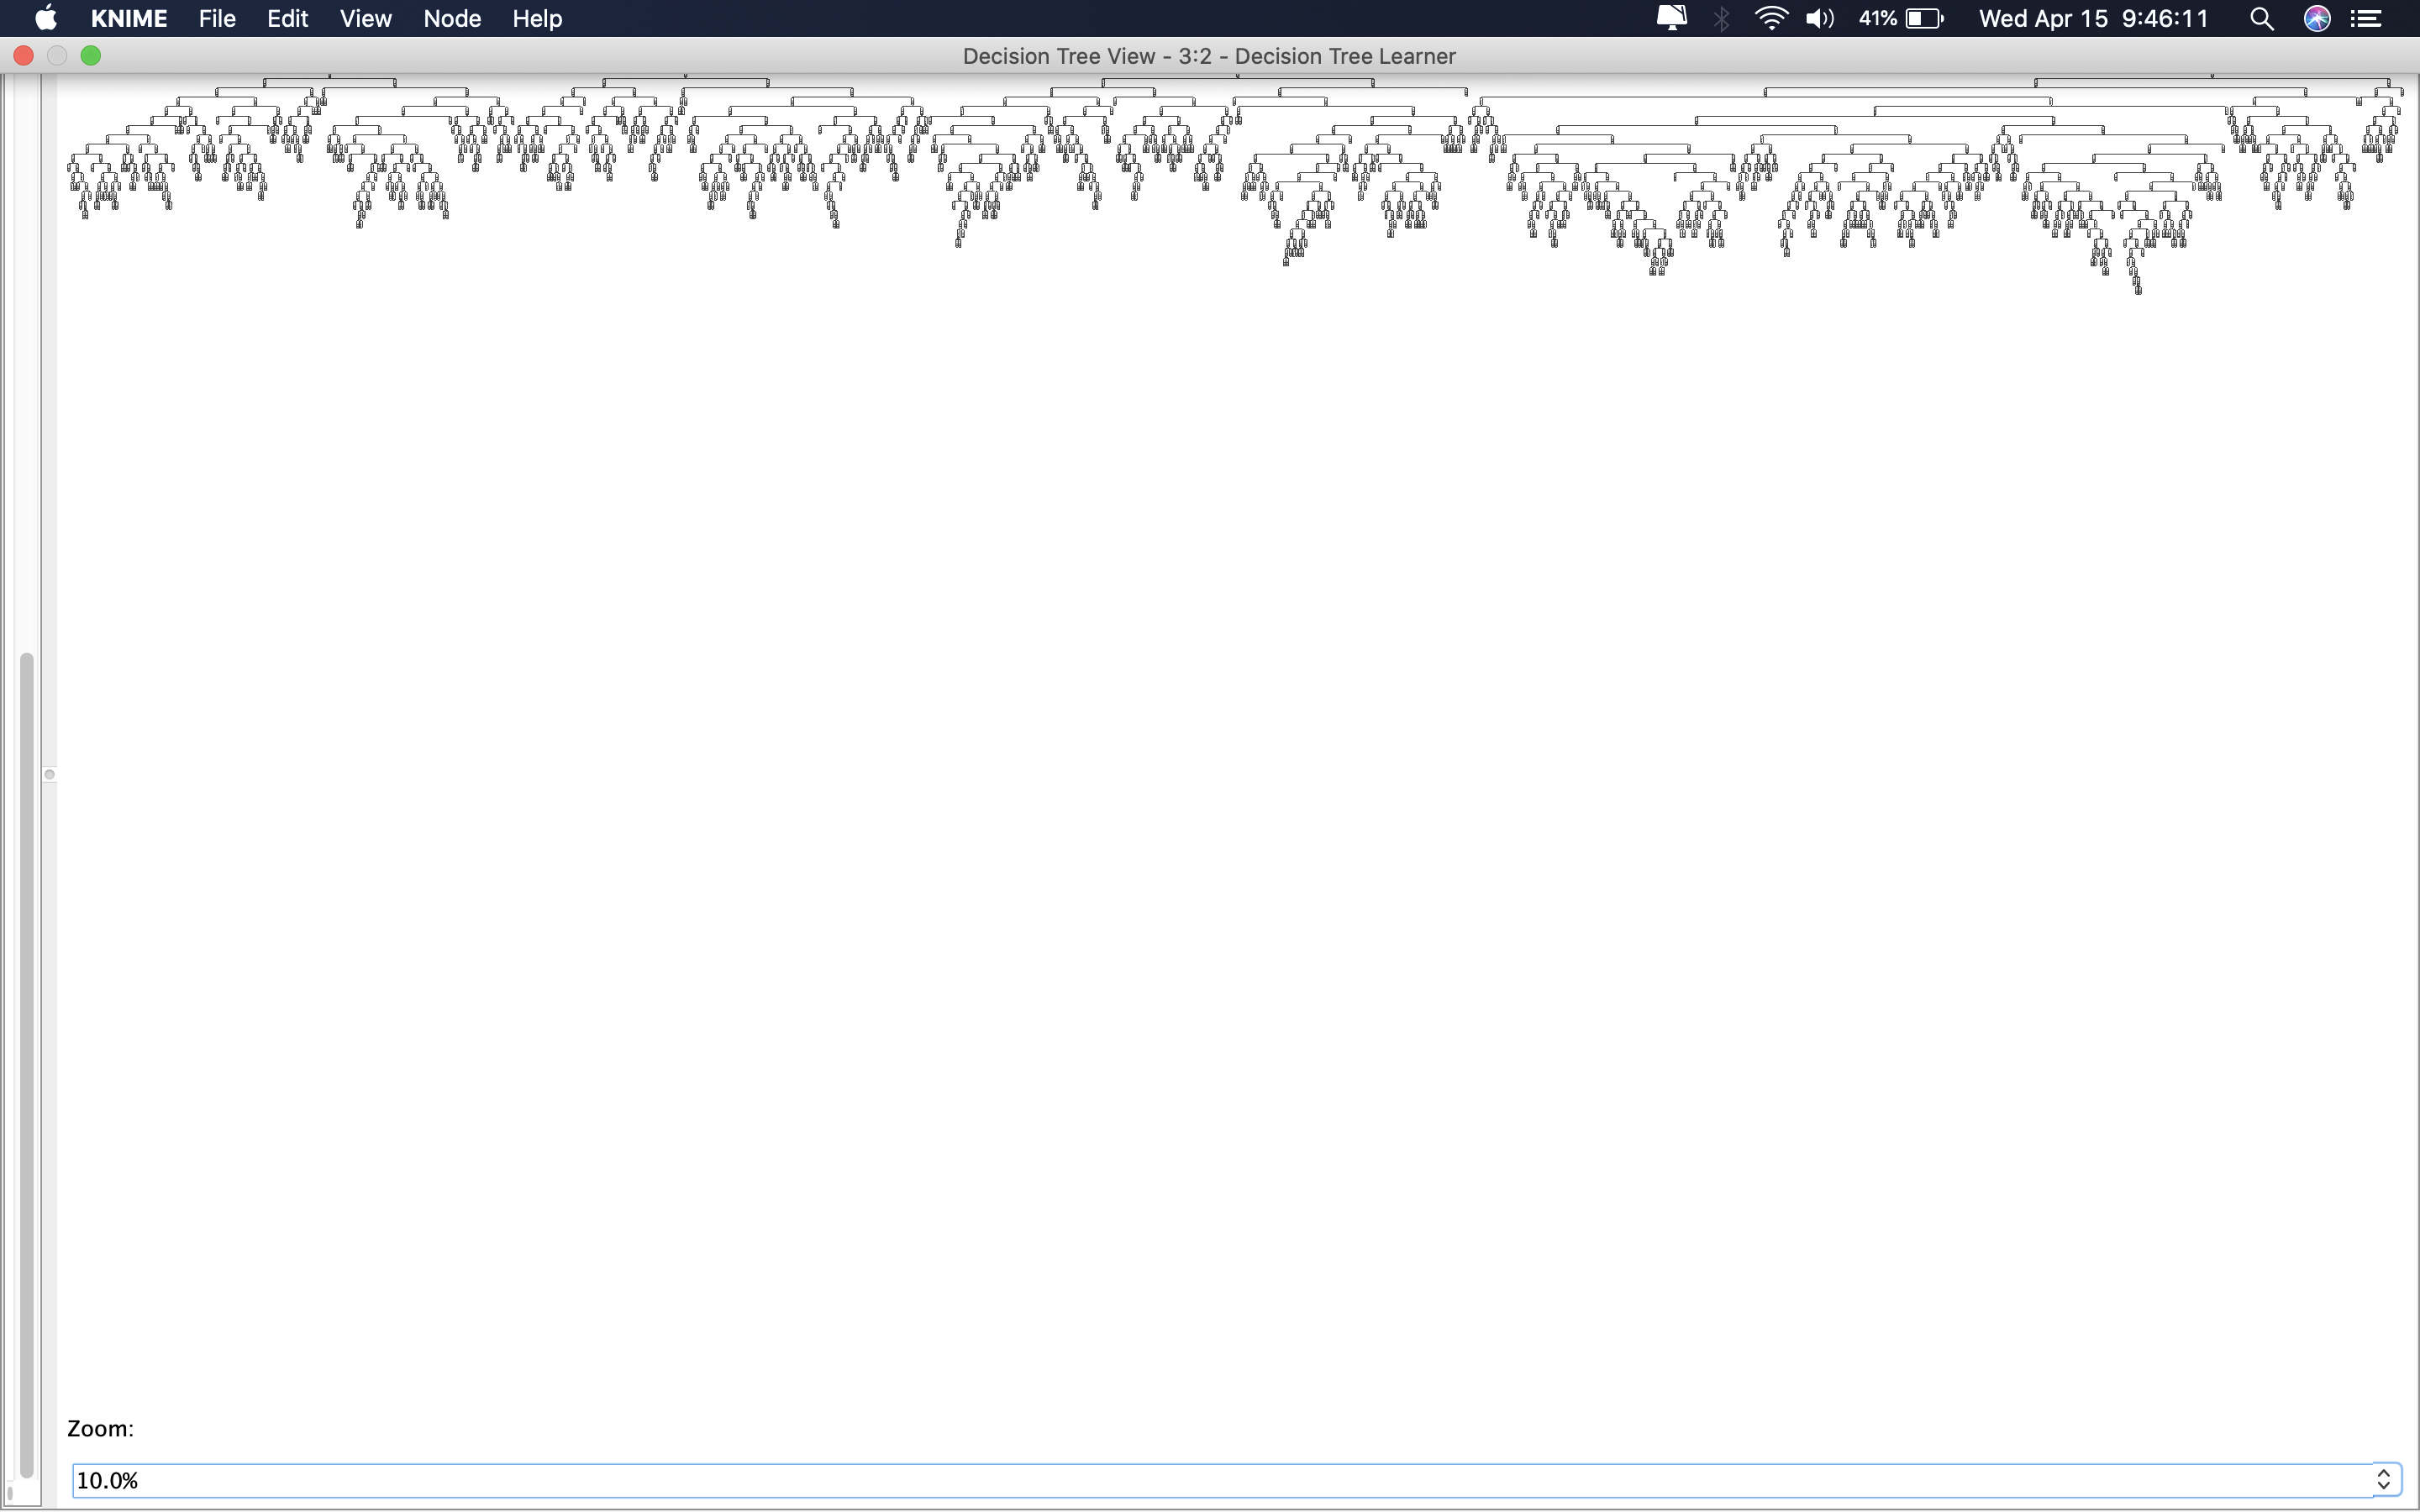 KNIME File Edit View Node Help 41% Wed Apr 15 9:46:11
Decision Tree View - 3:2 - Decision Tree Learner
Zoom:
10.0%